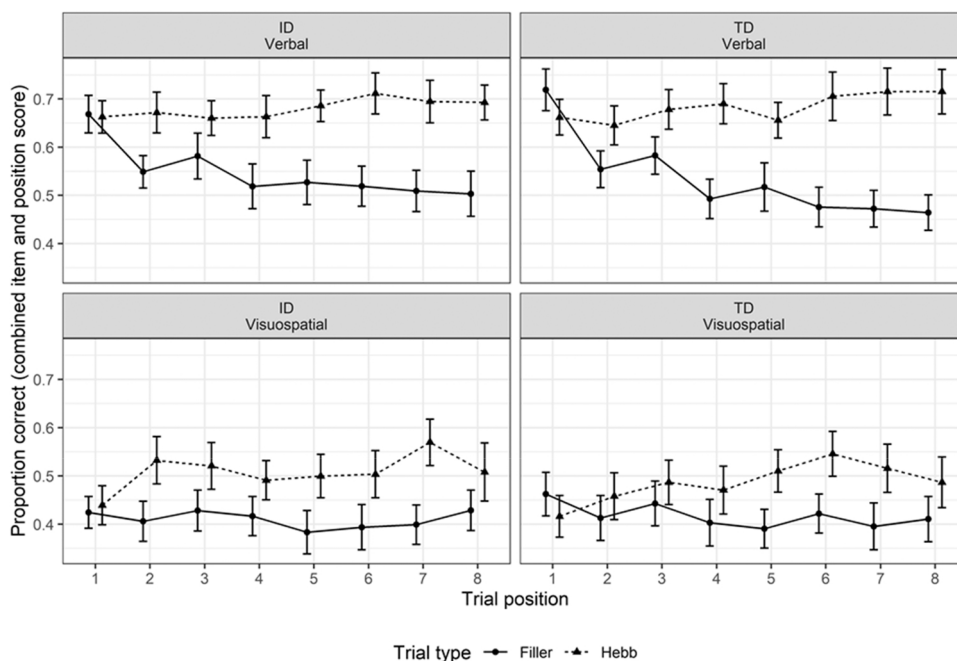 ID
Verbal
TD
Verbal
0.7
0.6
0.5
0.4
ID
Visuospatial
TD
Visuospatial
0.7
0.6
0.5
0.4
Proportion correct (combined item and position score)
1 2 3 4 5 6 7 8
1 2 3 4 5 6 7 8
Trial position
Trial type Filler Hebb